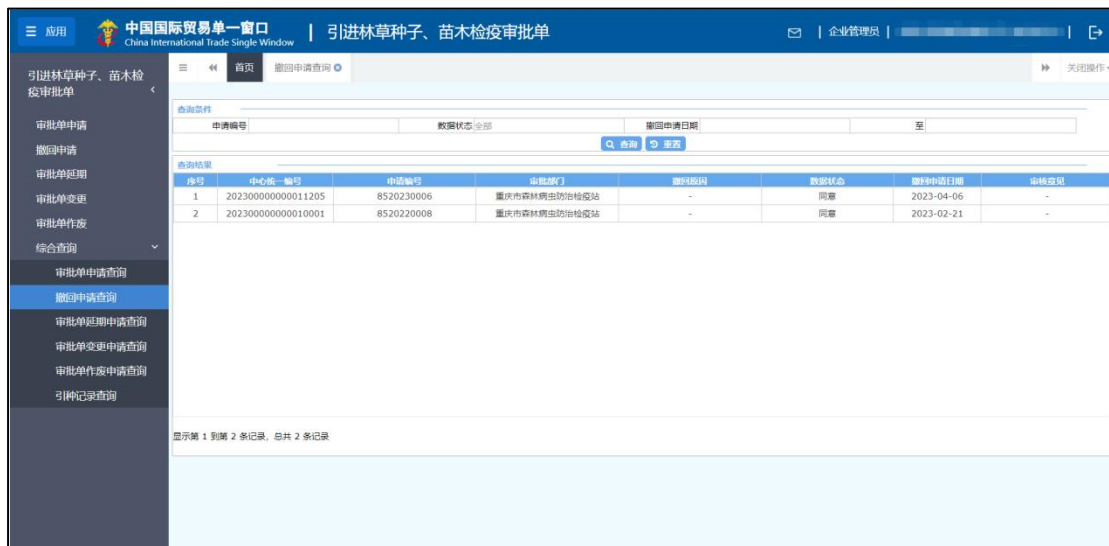 应用
中国国际贸易单一窗口
China International Trade Single Window
引进林草种子、苗木检疫审批单
企业管理员
引进林草种子、苗木检
疫审批单
审批单申请
撤回申请
审批单延期
审批单变更
审批单作废
综合查询
审批单申请查询
撤回申请查询
审批单延期申请查询
审批单变更申请查询
审批单作废申请查询
引种记录查询
首页 撤回申请查询 关闭操作
查询条件
申请编号 数据状态 全部 撤回申请日期 至
查询 重置
查询结果
序号 中心统一编号 申请编号 审批部门 撤回原因 数据状态 撤回申请日期 审核意见
1 202300000000011205 8520230006 重庆市森林病虫防治检疫站 - 同意 2023-04-06 -
2 202300000000010001 8520220008 重庆市森林病虫防治检疫站 - 同意 2023-02-21 -
显示第 1 到第 2 条记录，总共 2 条记录